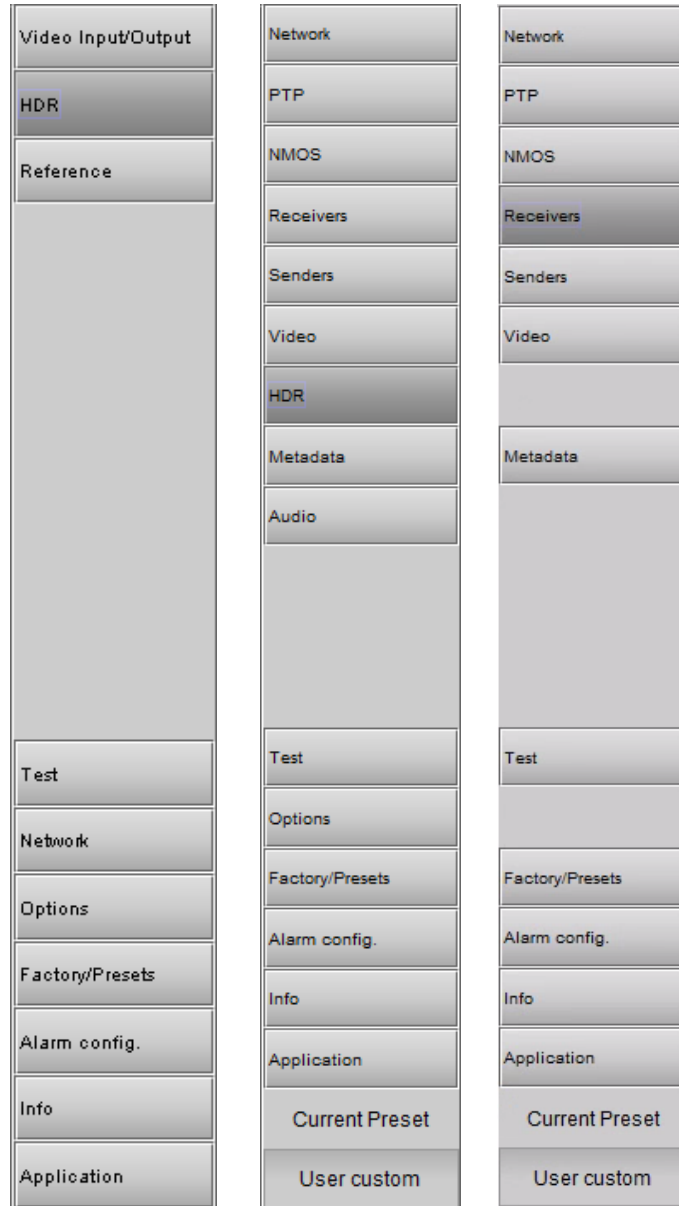 Video Input/Output
HDR
Reference
Test
Network
Options
Factory/Presets
Alarm config.
Info
Application
Network
PTP
NMOS
Receivers
Senders
Video
HDR
Metadata
Audio
Test
Options
Factory/Presets
Alarm config.
Info
Application
Current Preset
User custom
Network
PTP
NMOS
Receivers
Senders
Video
Metadata
Test
Factory/Presets
Alarm config.
Info
Application
Current Preset
User custom